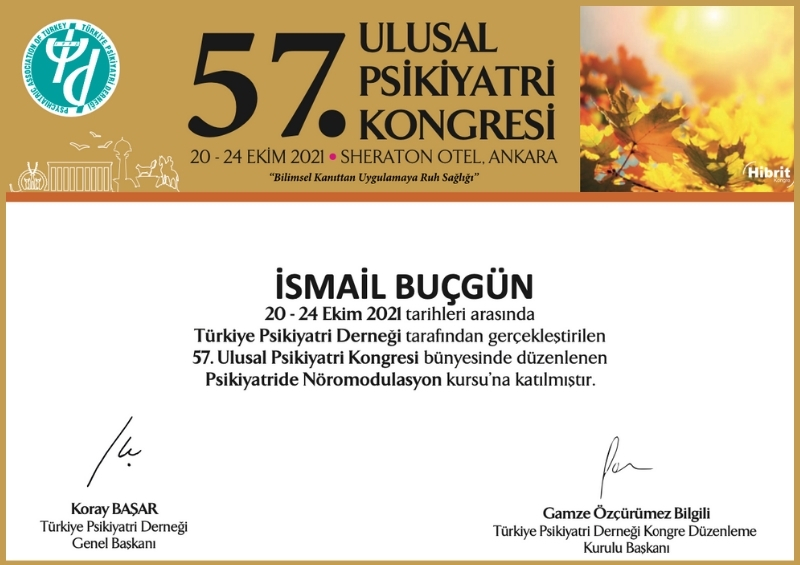 PSYCHIATRIC ASSOCIATION OF TURKEY
TÜRKİYE PSİKİYATRİ DERNEĞİ
57. ULUSAL
PSİKİYATRİ
KONGRESİ
20 - 24 EKİM 2021 • SHERATON OTEL, ANKARA
“Bilimsel Kanıttan Uygulamaya Ruh Sağlığı”
Hibrit
Kongre
İSMAİL BUÇGÜN
20 - 24 Ekim 2021 tarihleri arasında
Türkiye Psikiyatri Derneği tarafından gerçekleştirilen
57. Ulusal Psikiyatri Kongresi bünyesinde düzenlenen
Psikiyatride Nöromodulasyon kursu’na katılmıştır.
Koray BAŞAR
Türkiye Psikiyatri Derneği
Genel Başkanı
Gamze Özçürümez Bilgili
Türkiye Psikiyatri Derneği Kongre Düzenleme
Kurulu Başkanı